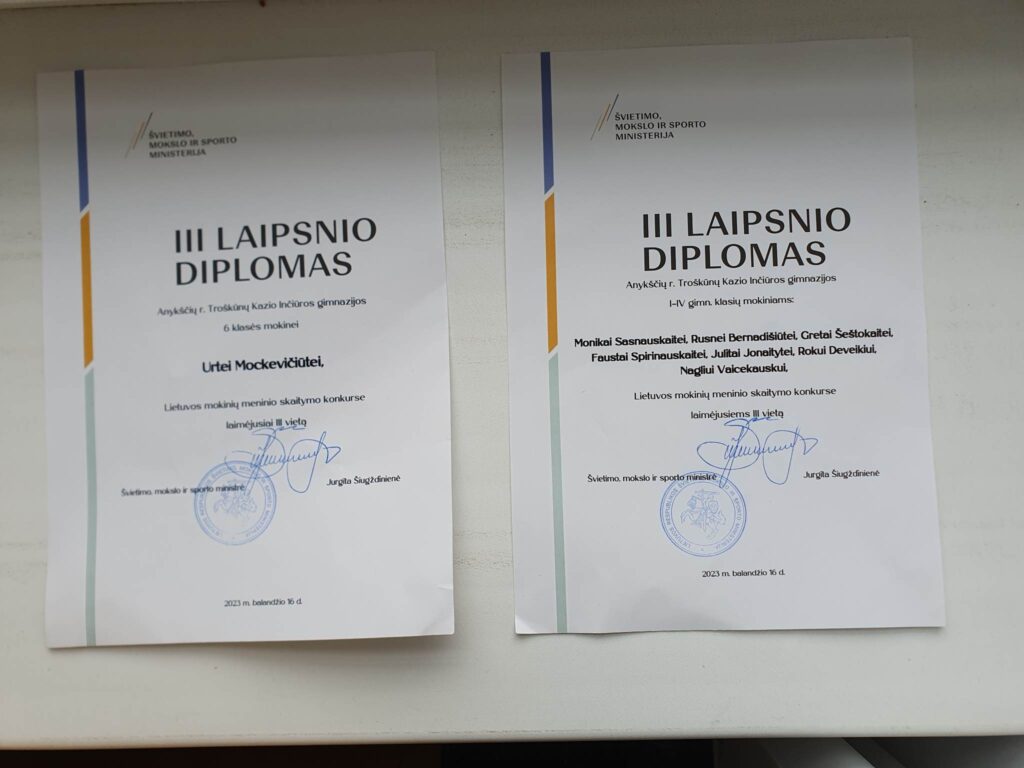 ŠVIETIMO,
MOKSLO IR SPORTO
MINISTERIJA
III LAIPSNIO
DIPLOMAS
Anykščių r. Troškūnų Kazio Inčiūros gimnazijos
6 klasės mokinei
Urtei Mockevičiūtei,
Lietuvos mokinių meninio skaitymo konkurse
laimėjusiai III vietą
Švietimo, mokslo ir sporto ministrė
Jurgita Šiugždinienė
2023 m. balandžio 16 d.
ŠVIETIMO,
MOKSLO IR SPORTO
MINISTERIJA
III LAIPSNIO
DIPLOMAS
Anykščių r. Troškūnų Kazio Inčiūros gimnazijos
I–IV gimn. klasių mokiniams:
Monikai Sasnauskaitei, Rusnei Bernadišiūtei, Gretai Šeštokaitei,
Faustai Spirinauskaitei, Julitai Jonaitytei, Rokui Deveikiui,
Nagliui Vaicekauskui,
Lietuvos mokinių meninio skaitymo konkurse
laimėjusiems III vietą
Švietimo, mokslo ir sporto ministrė
Jurgita Šiugždinienė
2023 m. balandžio 16 d.